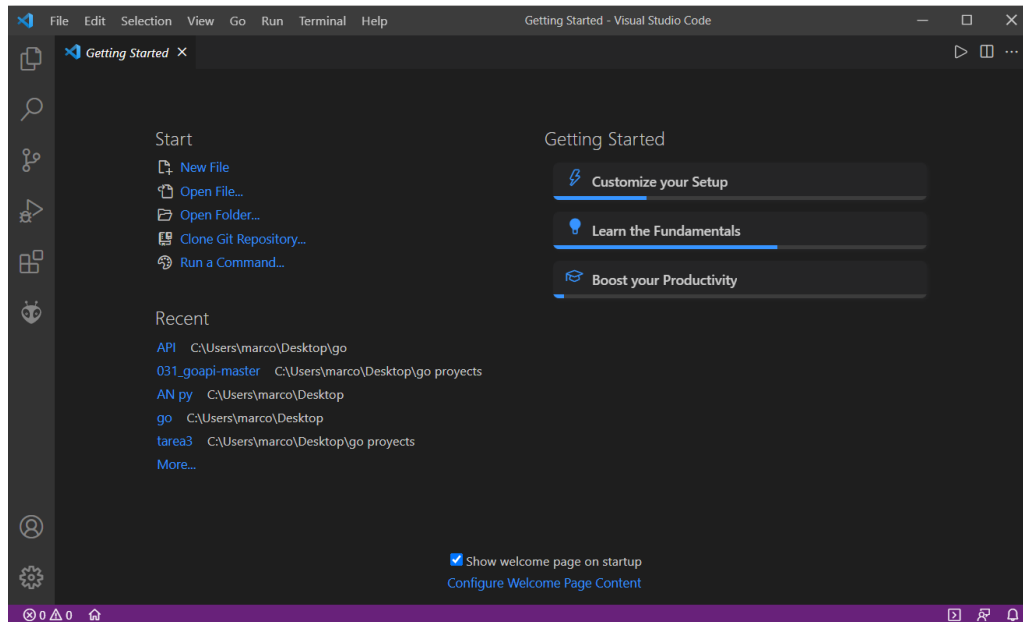 File Edit Selection View Go Run Terminal Help Getting Started - Visual Studio Code
Getting Started
Start
New File
Open File...
Open Folder...
Clone Git Repository...
Run a Command...
Recent
API C:\Users\marco\Desktop\go
031_goapi-master C:\Users\marco\Desktop\go proyects
AN py C:\Users\marco\Desktop
go C:\Users\marco\Desktop
tarea3 C:\Users\marco\Desktop\go proyects
More...
Getting Started
Customize your Setup
Learn the Fundamentals
Boost your Productivity
Show welcome page on startup
Configure Welcome Page Content
0 0